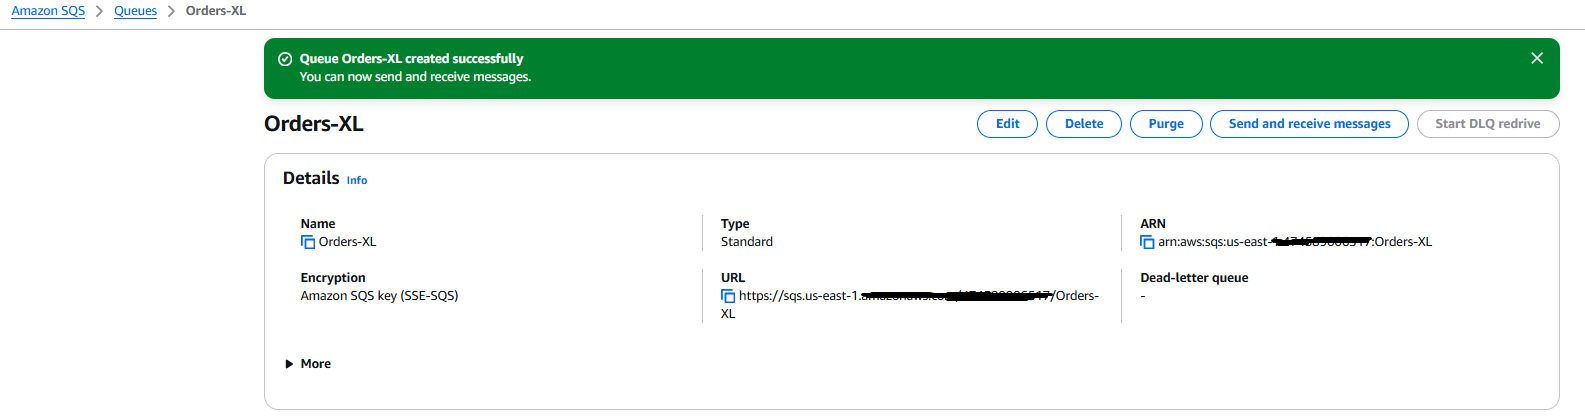 Amazon SQS > Queues > Orders-XL
Queue Orders-XL created successfully
You can now send and receive messages.
Orders-XL
Edit Delete Purge Send and receive messages Start DLQ redrive
Details Info
Name
Orders-XL
Type
Standard
ARN
arn:aws:sqs:us-east- :Orders-XL
Encryption
Amazon SQS key (SSE-SQS)
URL
https://sqs.us-east-1. /Orders-
XL
Dead-letter queue
-
More